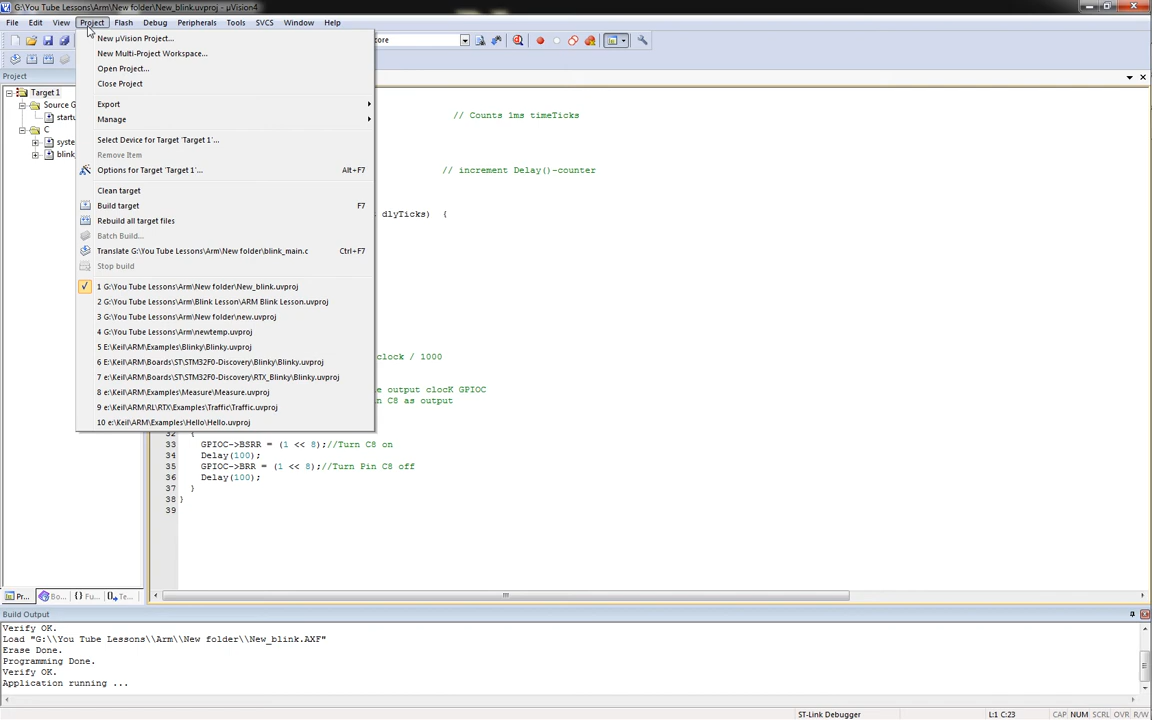 G:\You Tube Lessons\Arm\New folder\New_blink.uvproj - µVision4
File Edit View Project Flash Debug Peripherals Tools SVCS Window Help
New µVision Project...
New Multi-Project Workspace...
Open Project...
Close Project
Export
Manage
Select Device for Target 'Target 1'...
Remove Item
Options for Target 'Target 1'... Alt+F7
Clean target
Build target F7
Rebuild all target files
Batch Build...
Translate G:\You Tube Lessons\Arm\New folder\blink_main.c Ctrl+F7
Stop build
1 G:\You Tube Lessons\Arm\New folder\New_blink.uvproj
2 G:\You Tube Lessons\Arm\Blink Lesson\ARM Blink Lesson.uvproj
3 G:\You Tube Lessons\Arm\New folder\new.uvproj
4 G:\You Tube Lessons\Arm\newtemp.uvproj
5 E:\Keil\ARM\Examples\Blinky\Blinky.uvproj
6 E:\Keil\ARM\Boards\ST\STM32F0-Discovery\Blinky\Blinky.uvproj
7 e:\Keil\ARM\Boards\ST\STM32F0-Discovery\RTX_Blinky\Blinky.uvproj
8 e:\Keil\ARM\Examples\Measure\Measure.uvproj
9 e:\Keil\ARM\RL\RTX\Examples\Traffic\Traffic.uvproj
10 e:\Keil\ARM\Examples\Hello\Hello.uvproj
core
Project
Target 1
Source G
startu
C
syste
blink_
// Counts 1ms timeTicks
// increment Delay()-counter
dlyTicks) {
clock / 1000
e output clocK GPIOC
n C8 as output
32 {
33 GPIOC->BSRR = (1 << 8);//Turn C8 on
34 Delay(100);
35 GPIOC->BRR = (1 << 8);//Turn Pin C8 off
36 Delay(100);
37 }
38 }
39
Pr... Bo... {} Fu... Te...
Build Output
Verify OK.
Load "G:\\You Tube Lessons\\Arm\\New folder\\New_blink.AXF"
Erase Done.
Programming Done.
Verify OK.
Application running ...
ST-Link Debugger L:1 C:23 CAP NUM SCRL OVR R/W